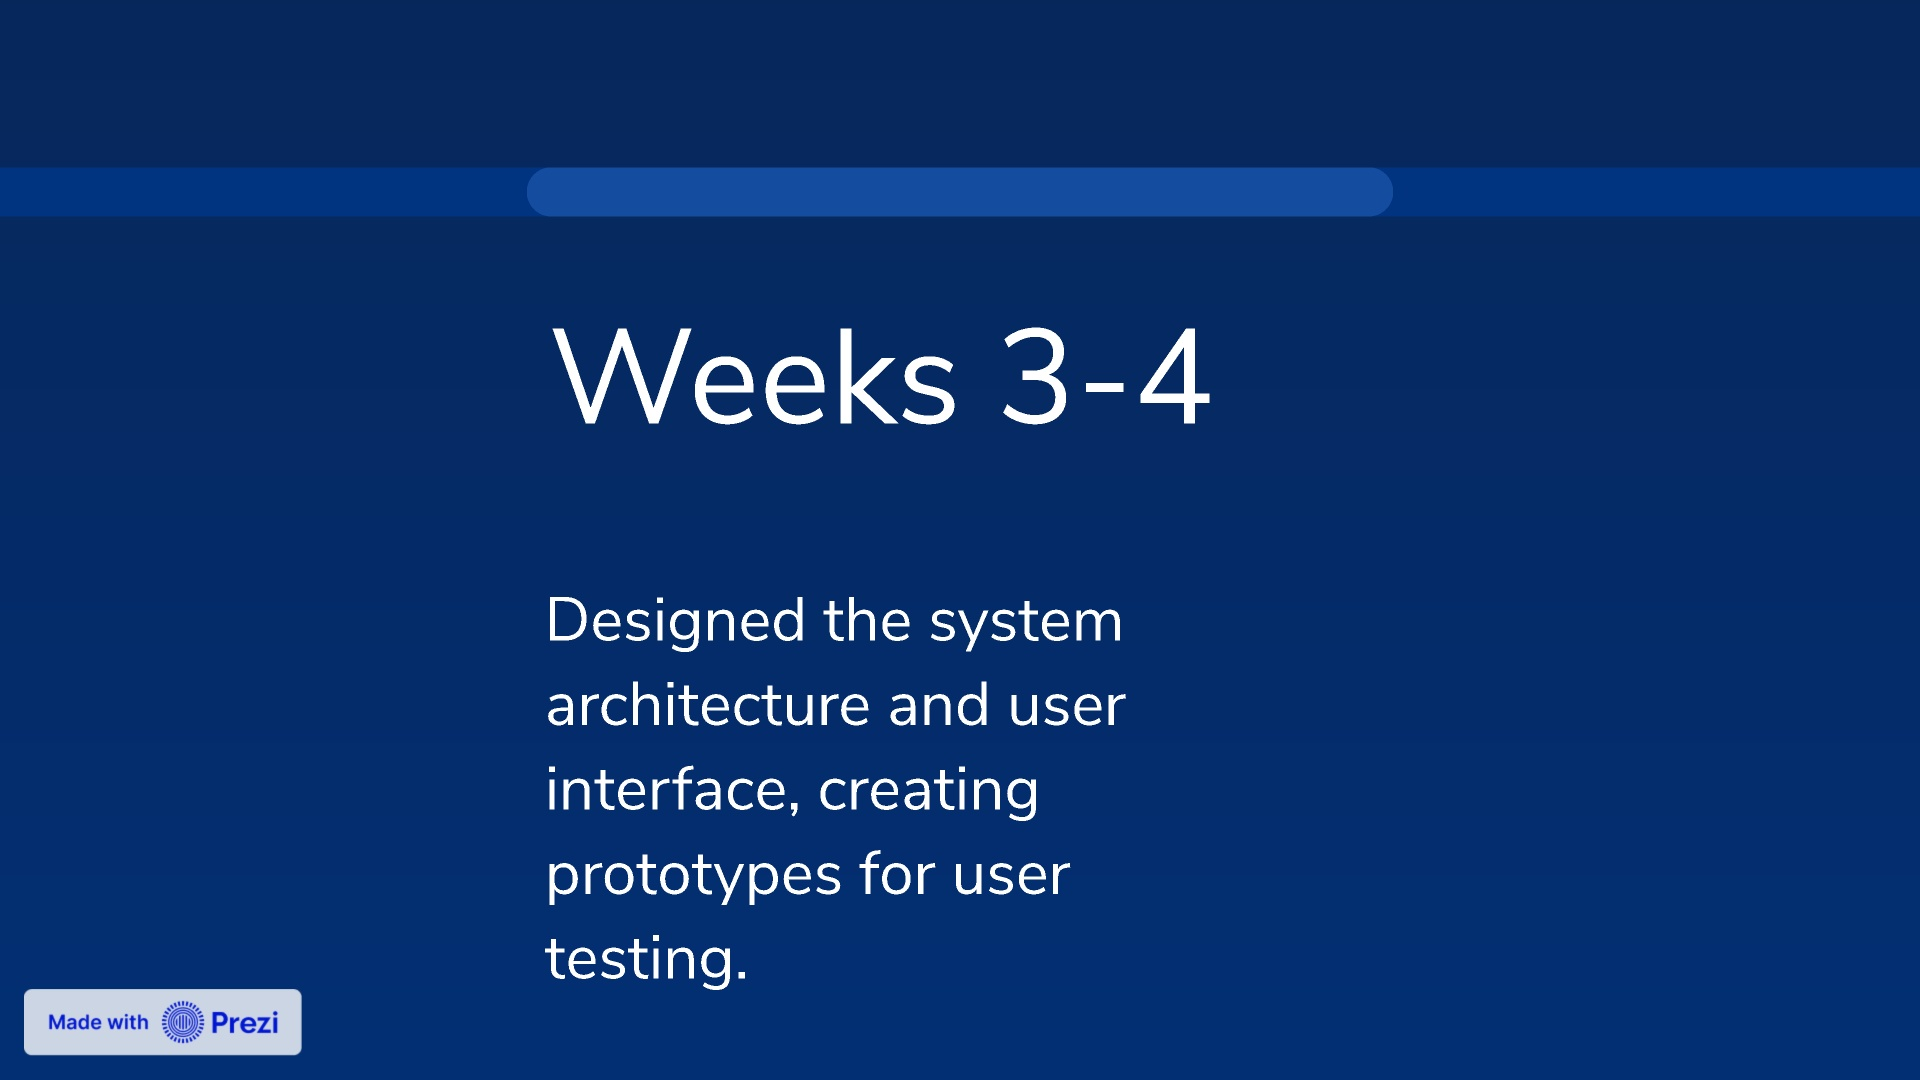 Weeks 3-4
Designed the system
architecture and user
interface, creating
prototypes for user
testing.
Made with Prezi